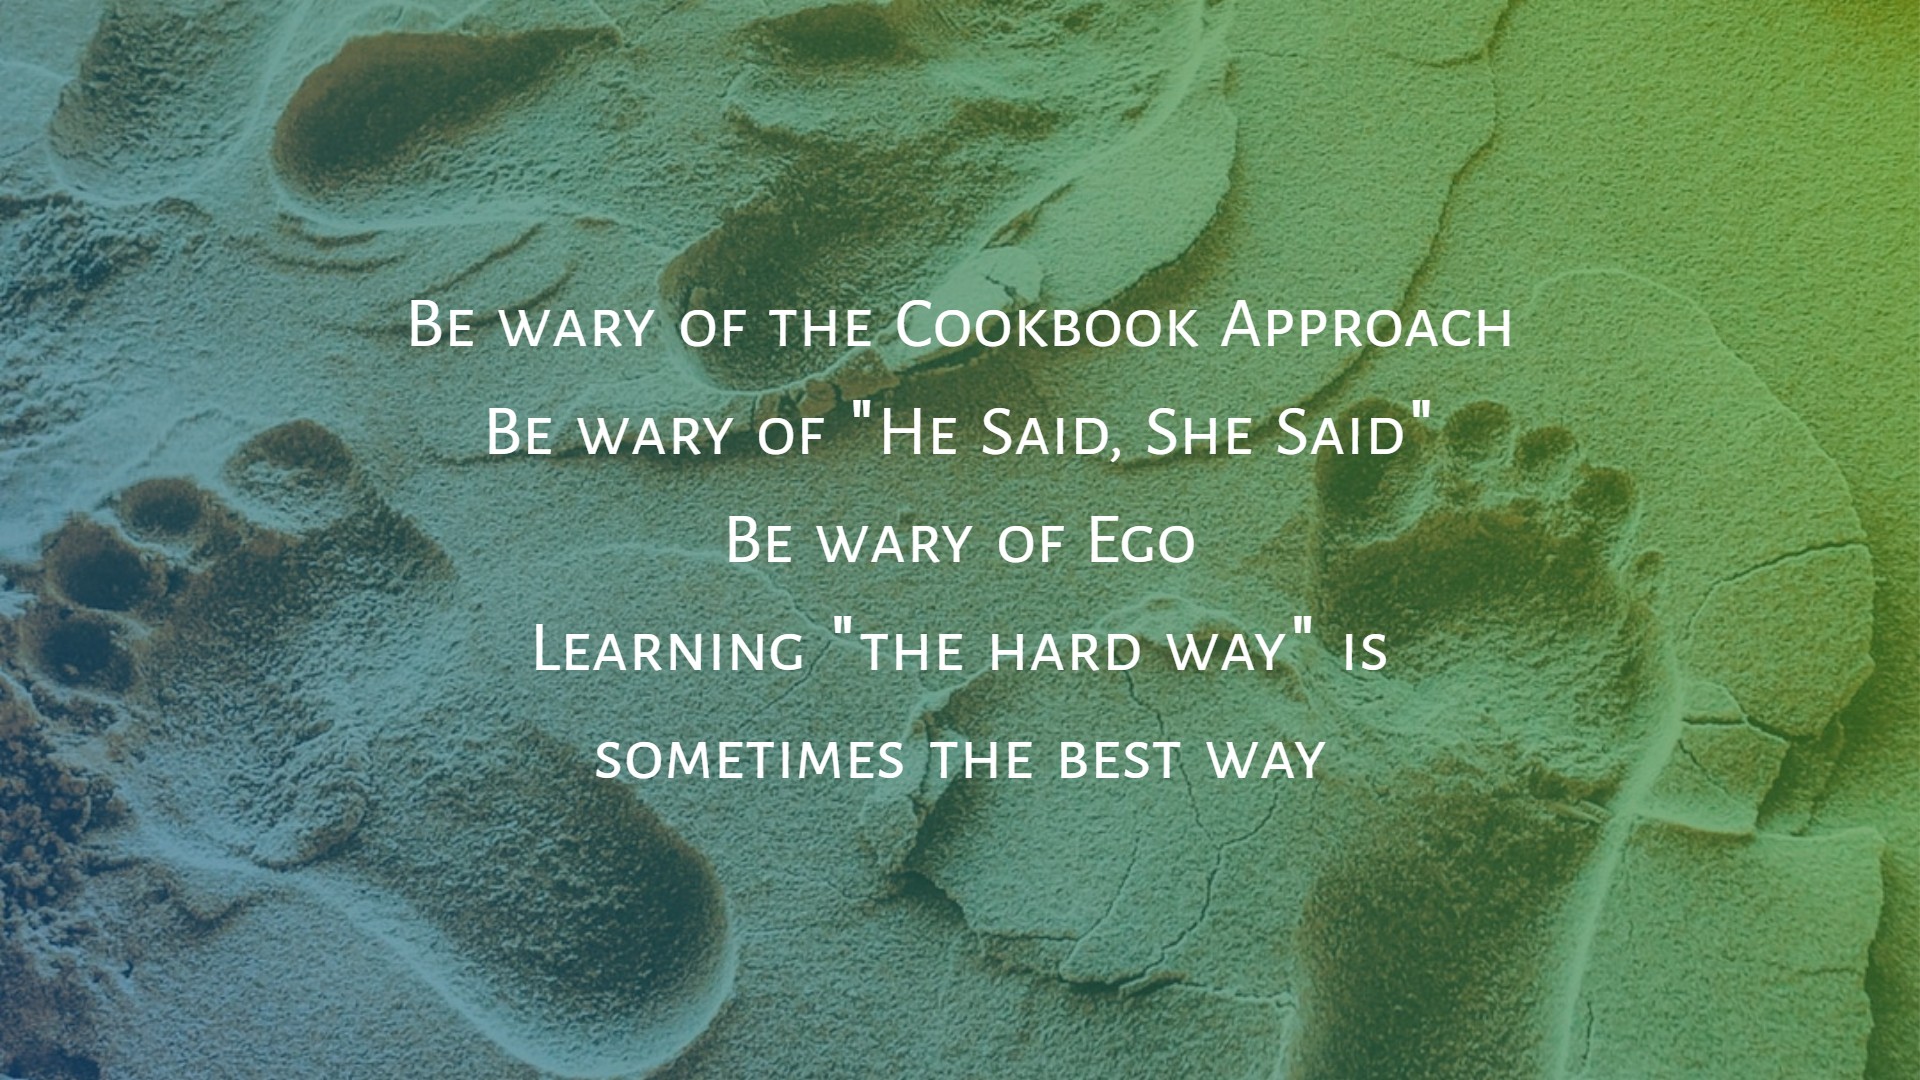 Be wary of the Cookbook Approach
Be wary of "He Said, She Said"
Be wary of Ego
Learning "the hard way" is
sometimes the best way